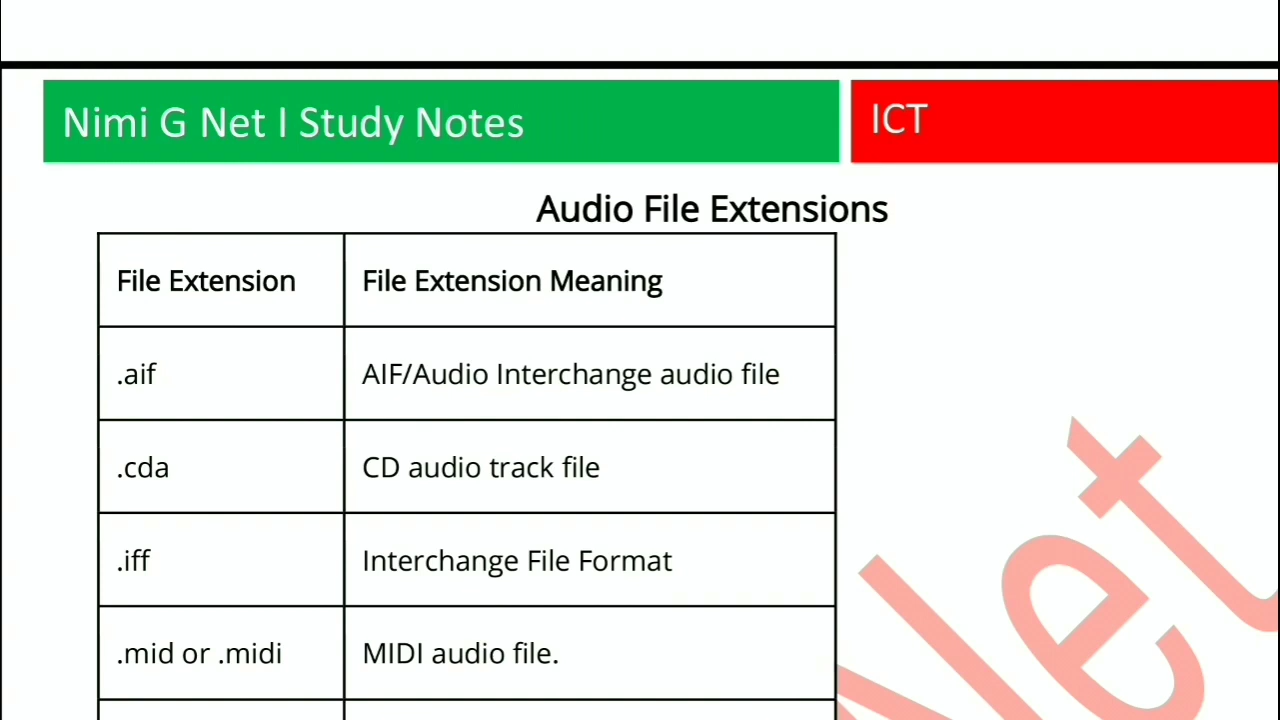 Nimi G Net I Study Notes
ICT
Audio File Extensions
File Extension File Extension Meaning
.aif AIF/Audio Interchange audio file
.cda CD audio track file
.iff Interchange File Format
.mid or .midi MIDI audio file.
Net